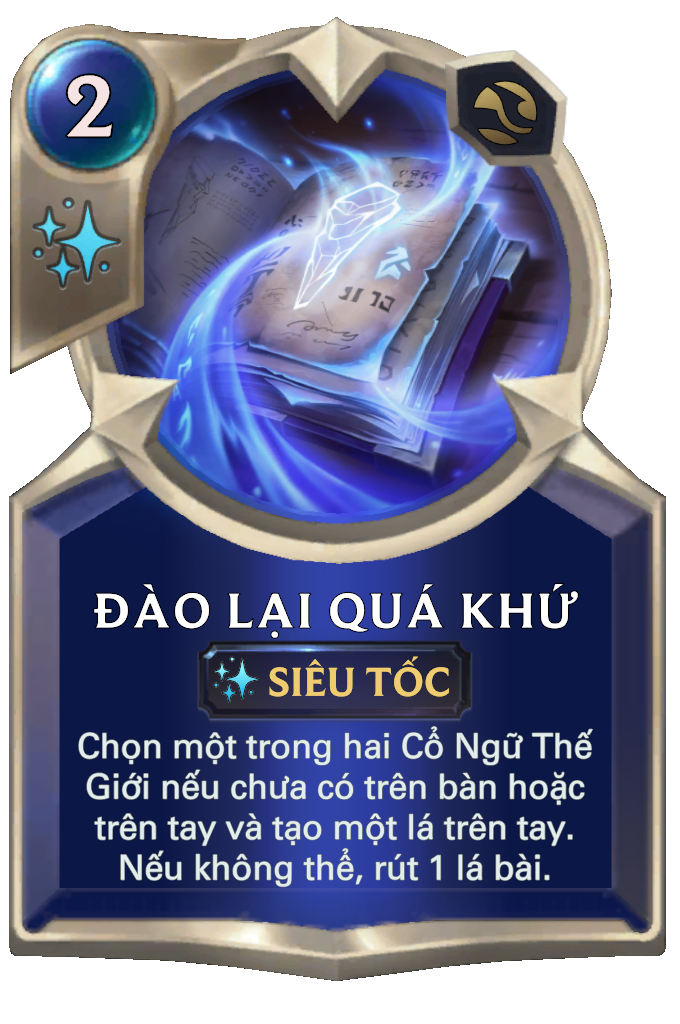 2
ĐÀO LẠI QUÁ KHỨ
SIÊU TỐC
Chọn một trong hai Cổ Ngữ Thế
Giới nếu chưa có trên bàn hoặc
trên tay và tạo một lá trên tay.
Nếu không thể, rút 1 lá bài.